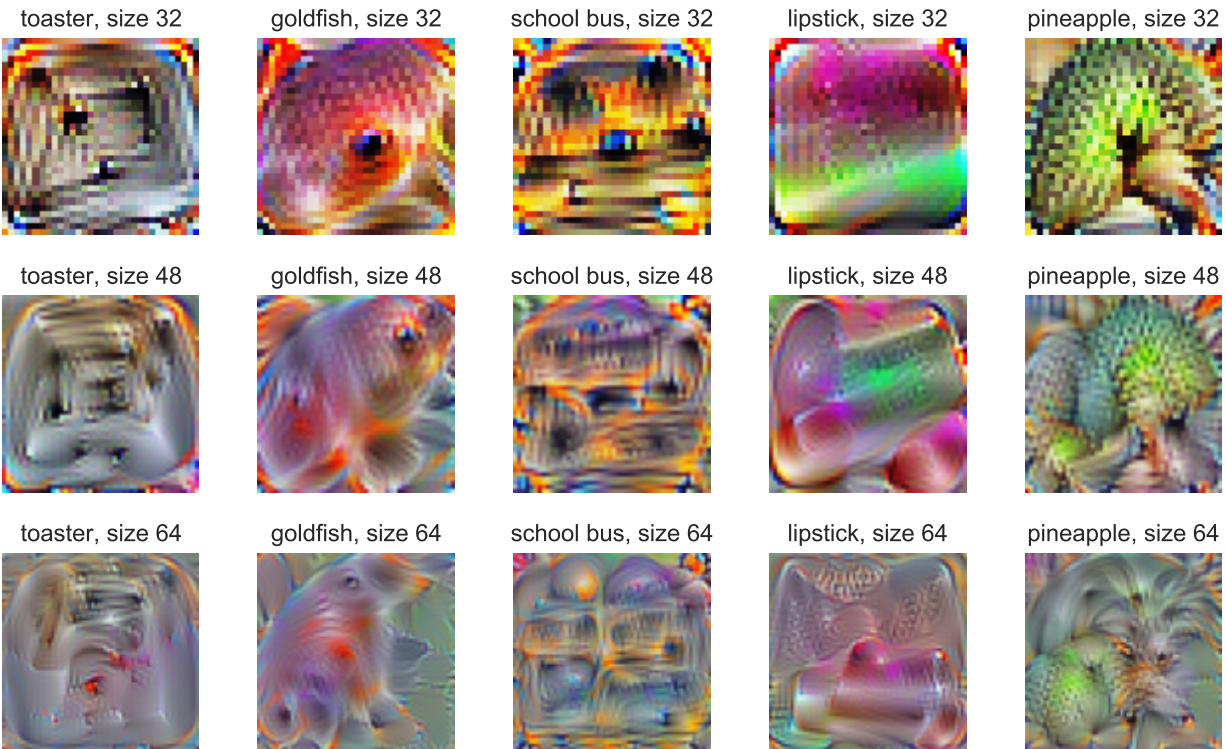 toaster, size 32
goldfish, size 32
school bus, size 32
lipstick, size 32
pineapple, size 32
toaster, size 48
goldfish, size 48
school bus, size 48
lipstick, size 48
pineapple, size 48
toaster, size 64
goldfish, size 64
school bus, size 64
lipstick, size 64
pineapple, size 64